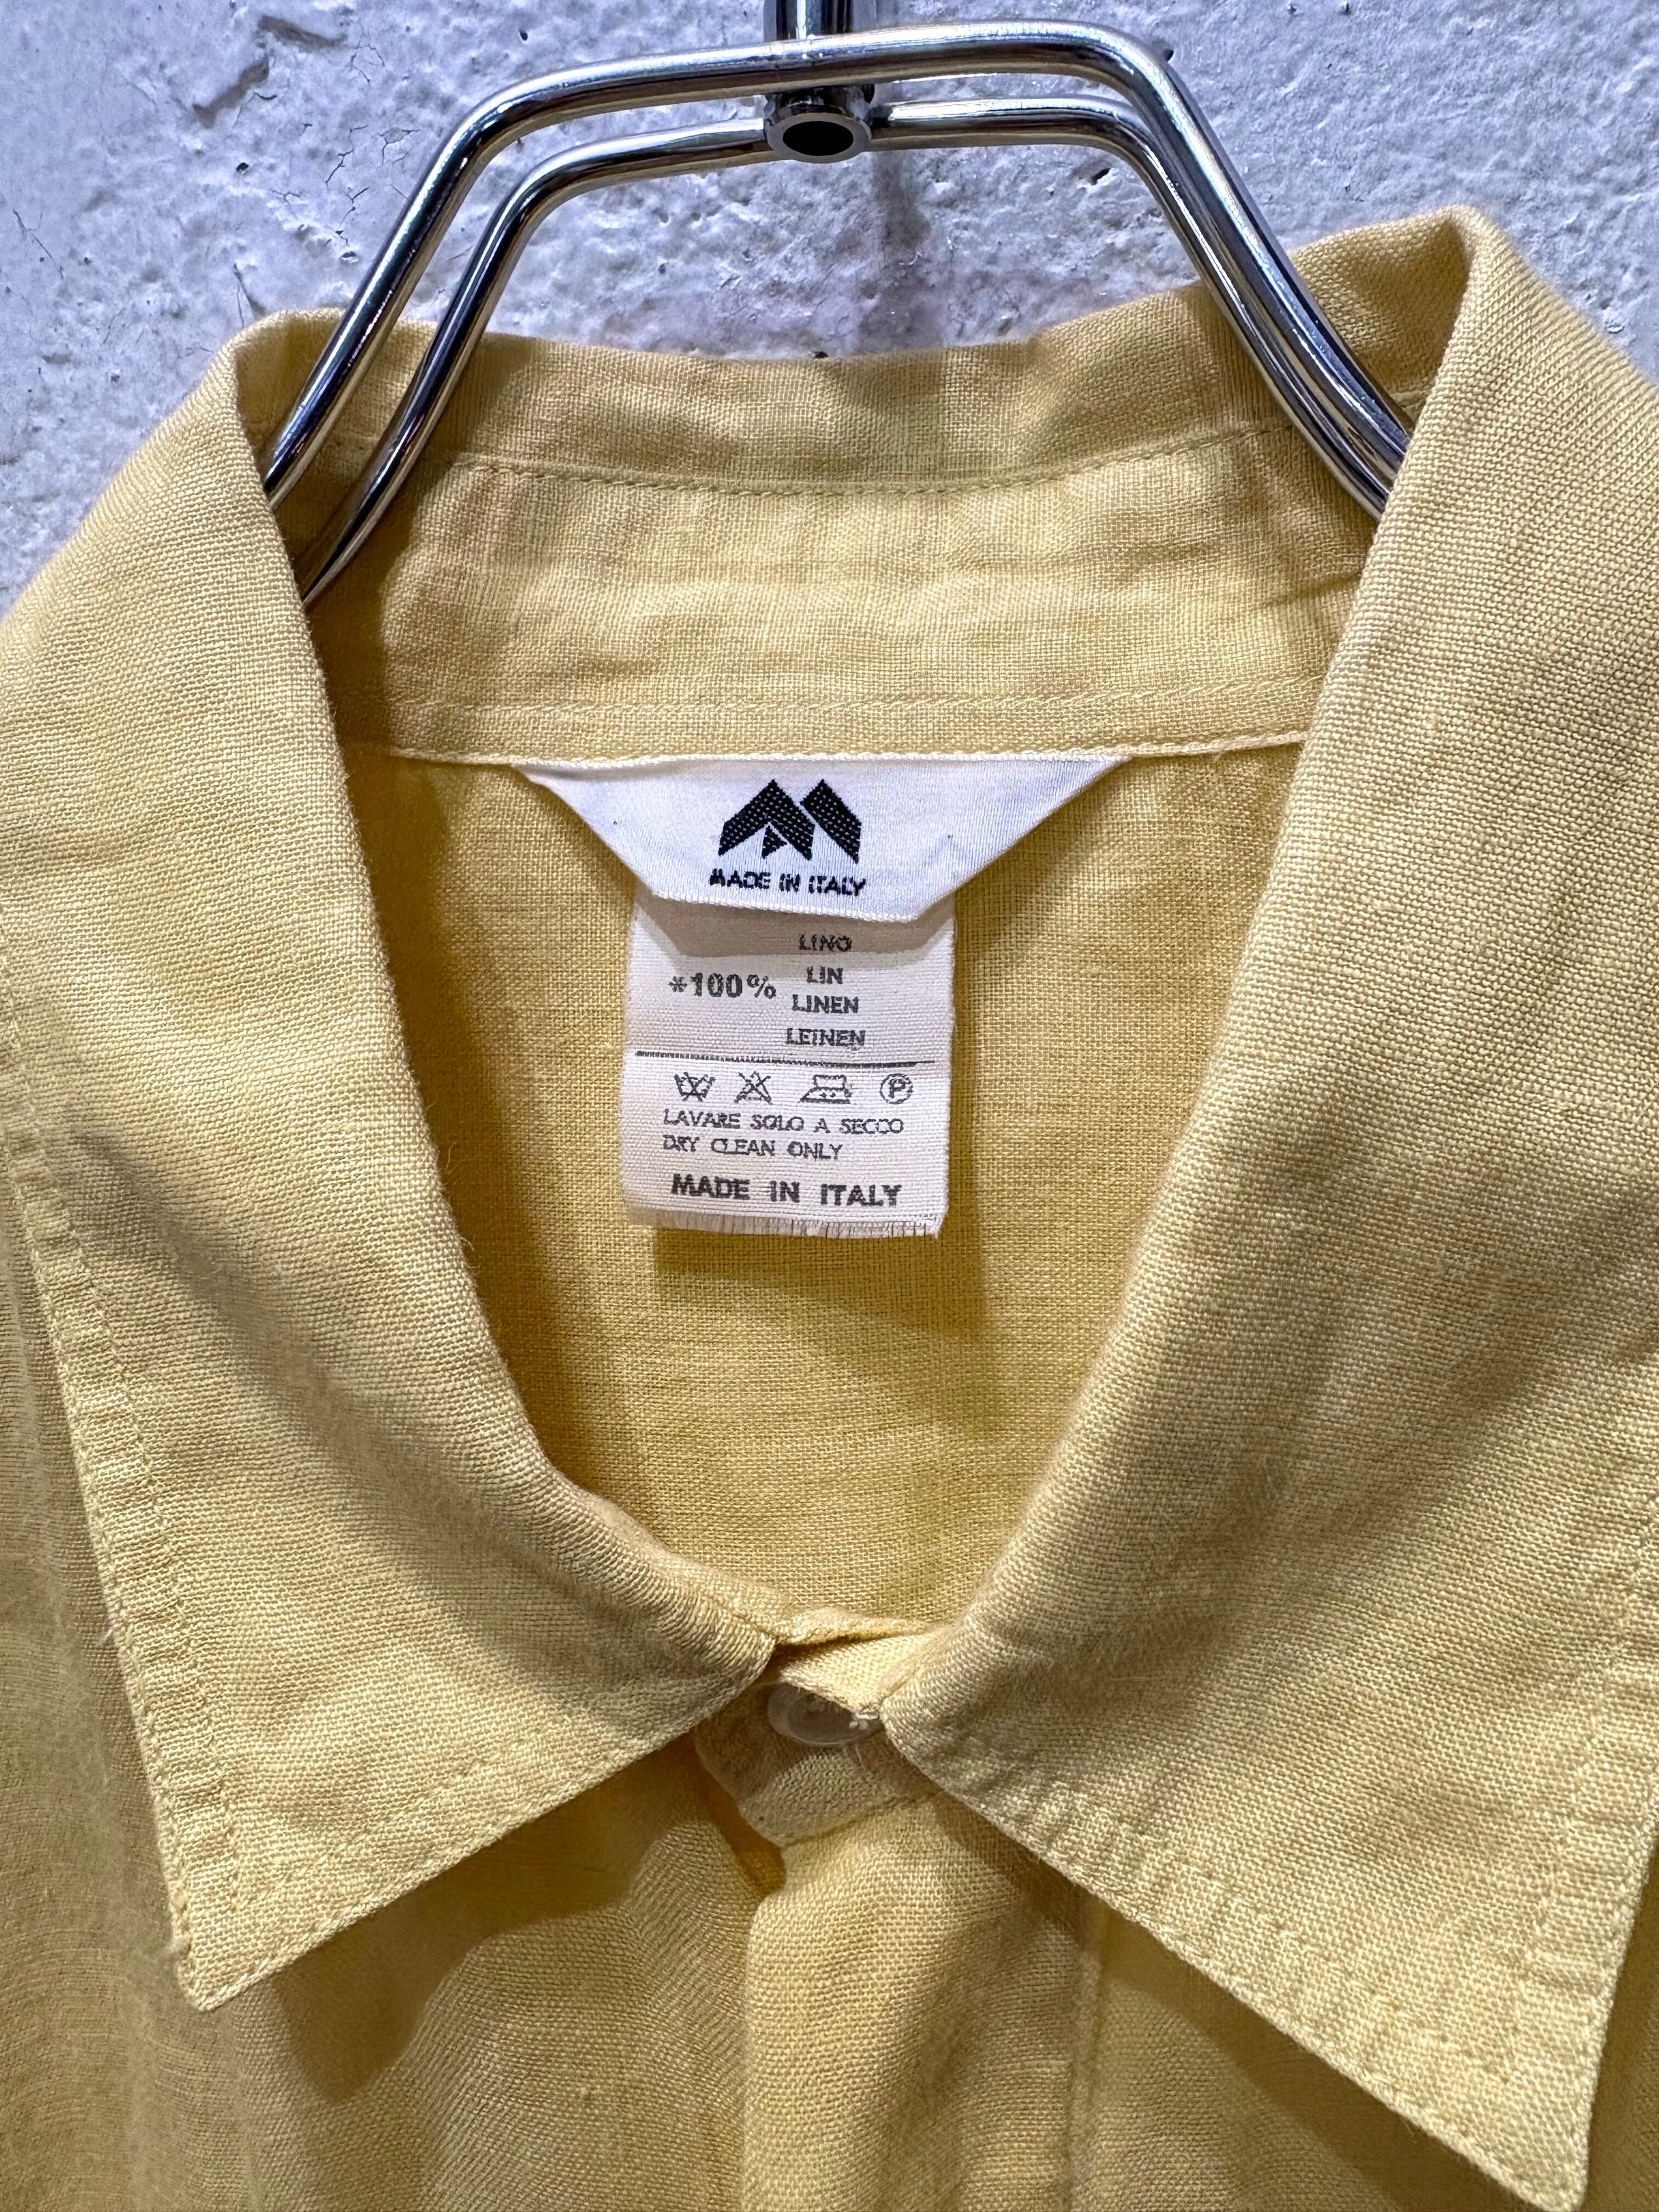 MADE IN ITALY
LINO
*100% LIN
LINEN
LEINEN
P
LAVARE SOLO A SECCO
DRY CLEAN ONLY
MADE IN ITALY